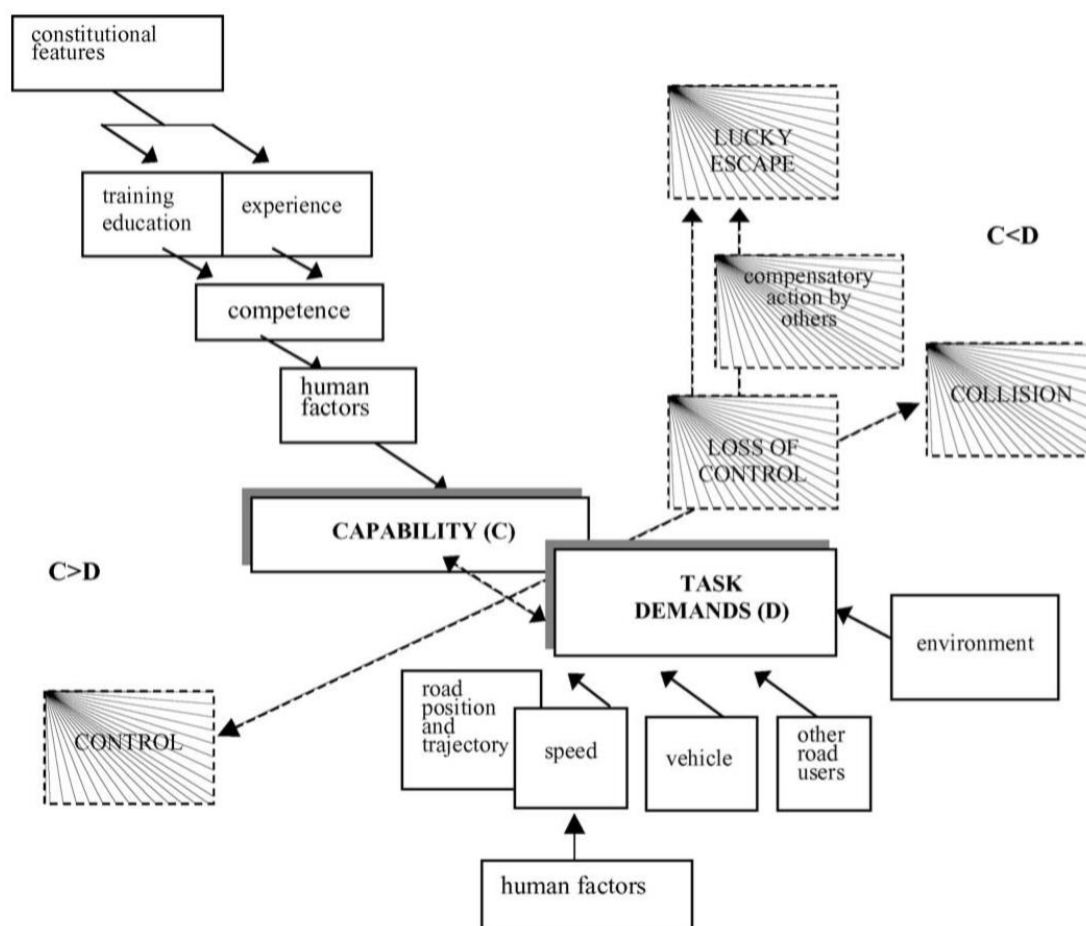 constitutional
features
training
education
experience
competence
human
factors
CAPABILITY (C)
LUCKY
ESCAPE
C<D
compensatory
action by
others
COLLISION
LOSS OF
CONTROL
C>D
TASK
DEMANDS (D)
environment
CONTROL
road
position
and
trajectory
speed
vehicle
other
road
users
human factors